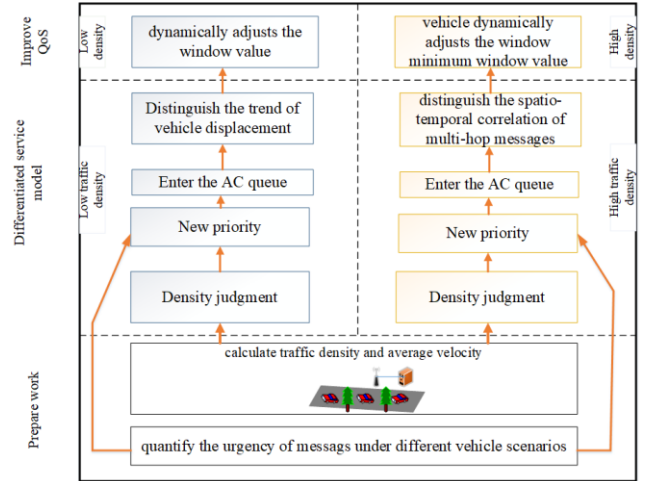 Improve
QoS
Low
density
dynamically adjusts the
window value
vehicle dynamically
adjusts the window
minimum window value
High
density
Differentiated service
model
Low traffic
density
Distinguish the trend of
vehicle displacement
Enter the AC queue
New priority
Density judgment
distinguish the spatio-
temporal correlation of
multi-hop messages
Enter the AC queue
New priority
Density judgment
High traffic
density
Prepare work
calculate traffic density and average velocity
quantify the urgency of messags under different vehicle scenarios